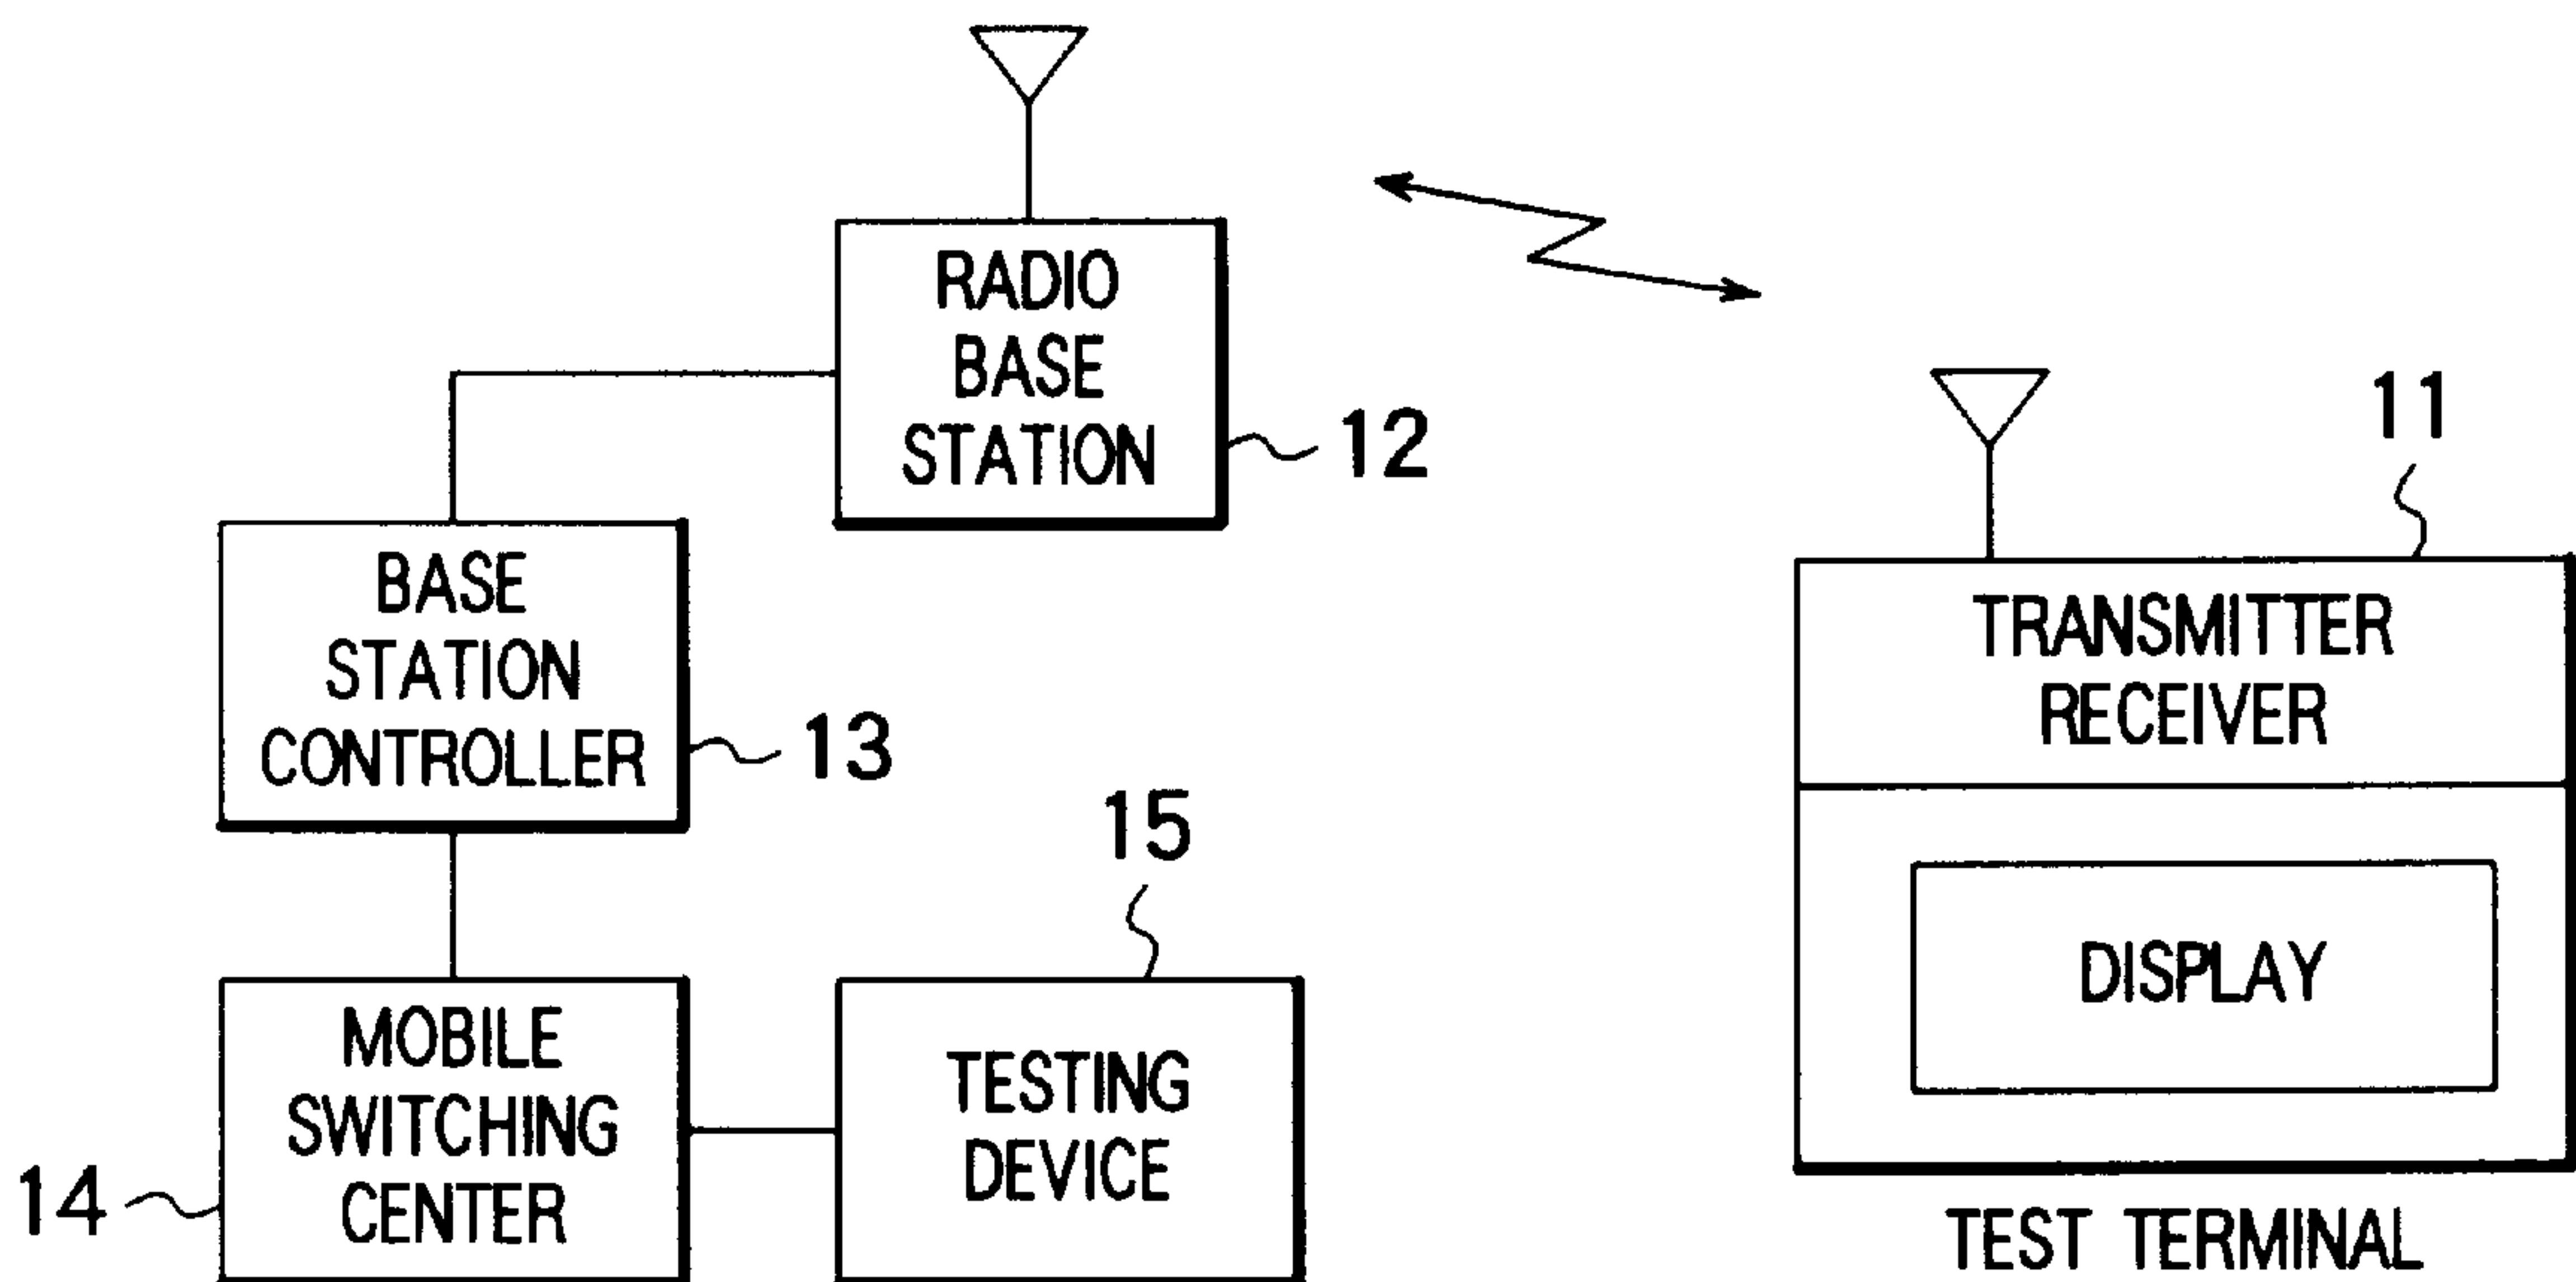 RADIO
BASE
STATION
12
11
TRANSMITTER
RECEIVER
BASE
STATION
CONTROLLER
13
15
DISPLAY
MOBILE
SWITCHING
CENTER
14
TESTING
DEVICE
TEST TERMINAL